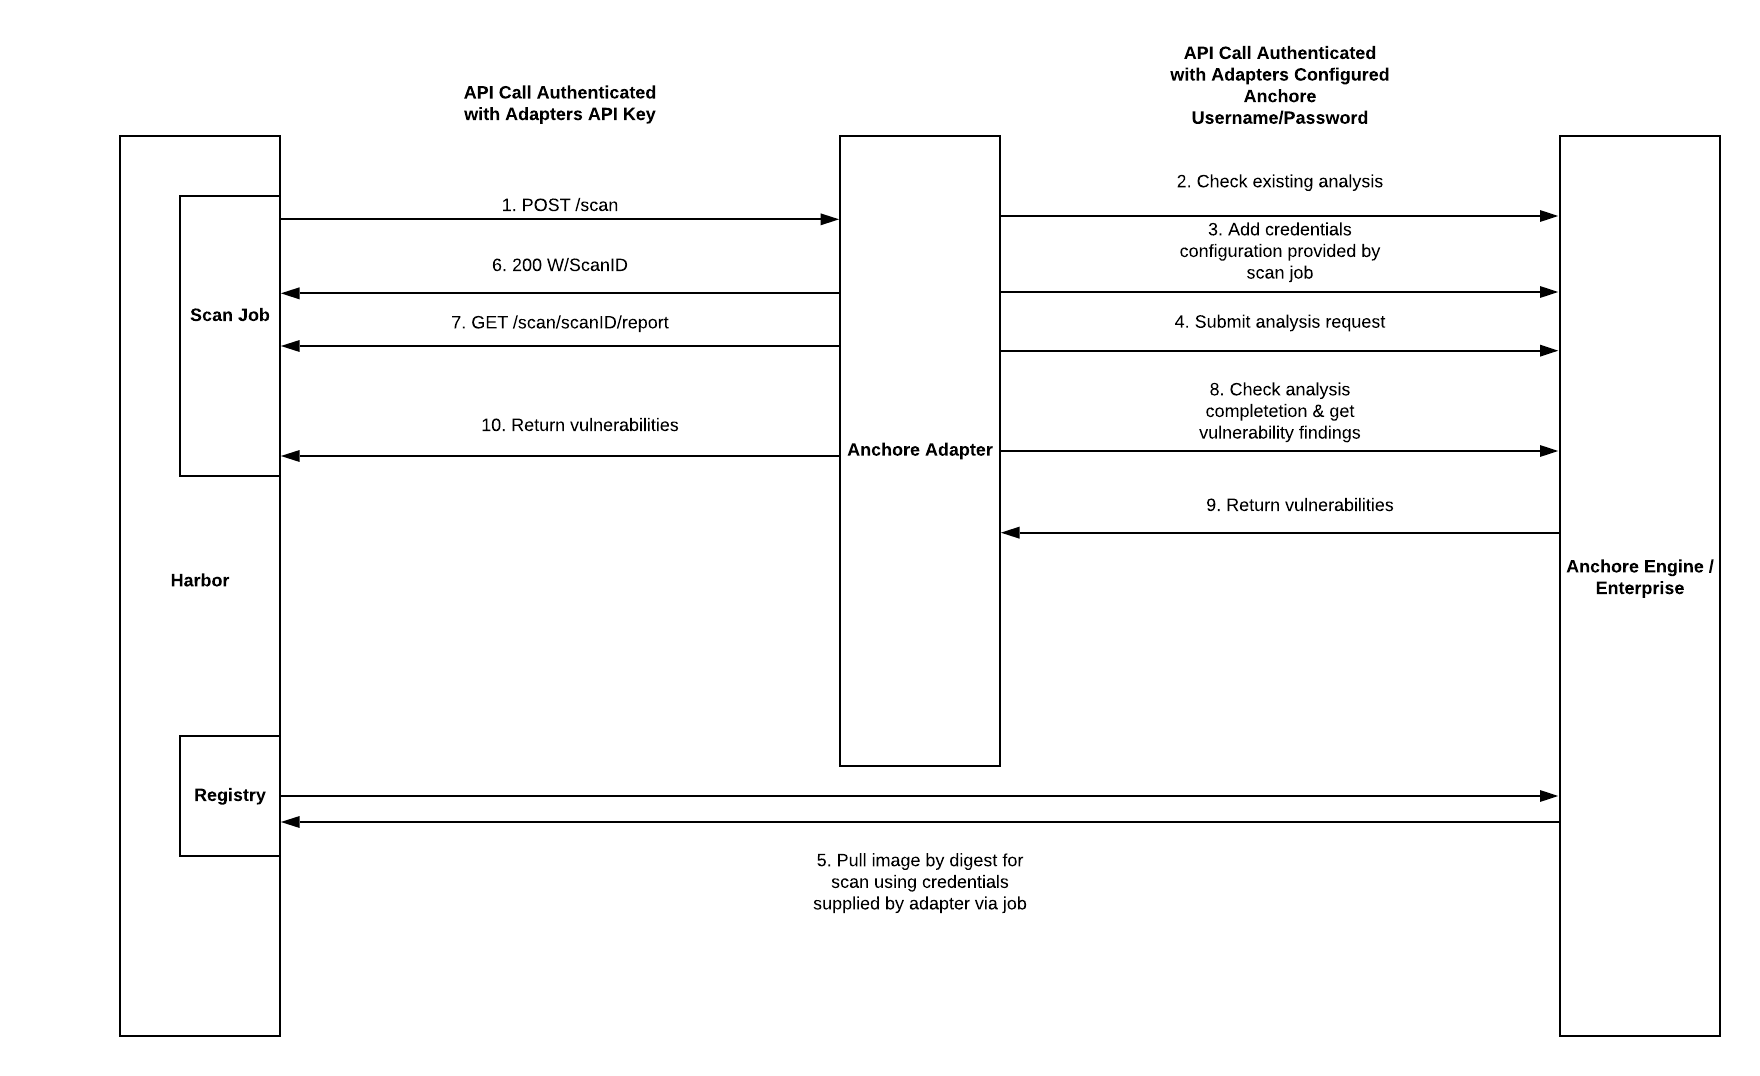 API Call Authenticated
with Adapters Configured
Anchore
Username/Password
API Call Authenticated
with Adapters API Key
2. Check existing analysis
1. POST /scan
3. Add credentials
configuration provided by
scan job
6. 200 W/ScanID
Scan Job
7. GET /scan/scanID/report
4. Submit analysis request
8. Check analysis
completetion & get
vulnerability findings
10. Return vulnerabilities
Anchore Adapter
9. Return vulnerabilities
Harbor
Anchore Engine /
Enterprise
Registry
5. Pull image by digest for
scan using credentials
supplied by adapter via job